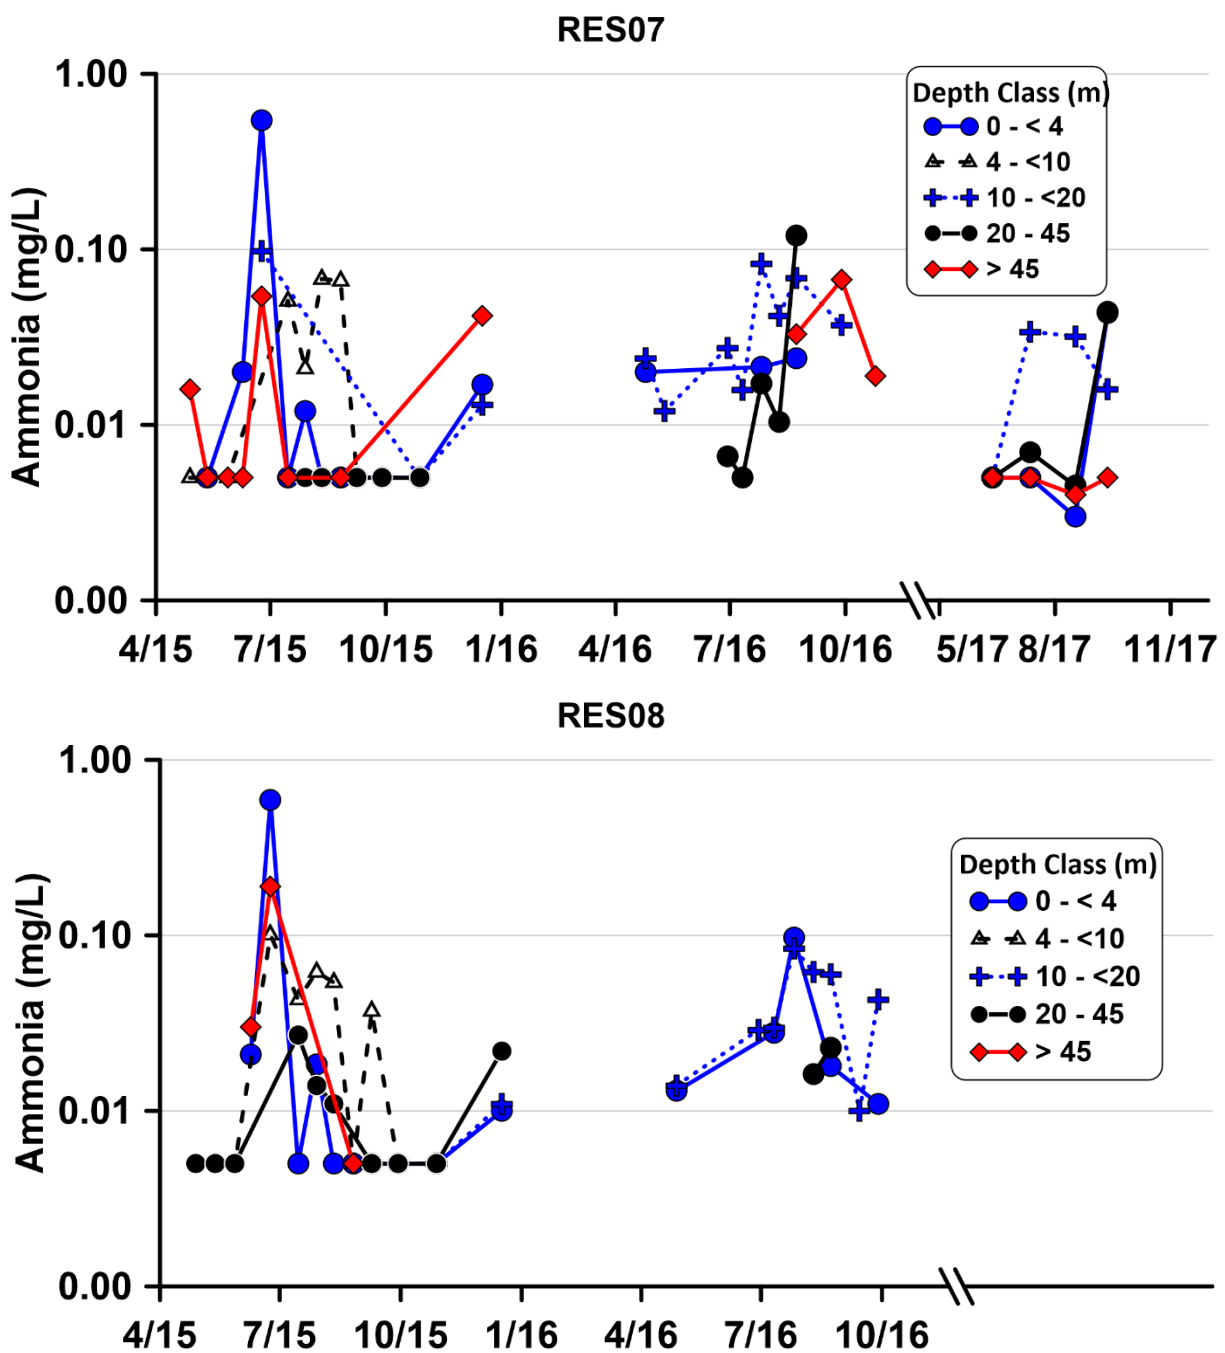 RES07
1.00
0.10
0.01
0.00
Ammonia (mg/L)
Depth Class (m)
0 - < 4
4 - <10
10 - <20
20 - 45
> 45
4/15 7/15 10/15 1/16 4/16 7/16 10/16 5/17 8/17 11/17
RES08
1.00
0.10
0.01
0.00
Ammonia (mg/L)
Depth Class (m)
0 - < 4
4 - <10
10 - <20
20 - 45
> 45
4/15 7/15 10/15 1/16 4/16 7/16 10/16